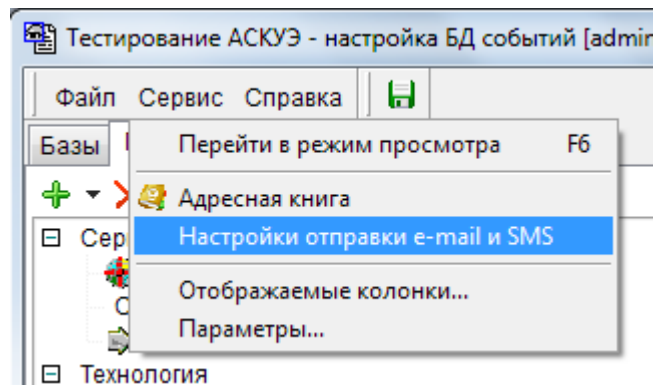 Тестирование АСКУЭ - настройка БД событий [admin
Файл Сервис Справка
Базы
Перейти в режим просмотра F6
Адресная книга
Настройки отправки e-mail и SMS
Отображаемые колонки...
Параметры...
Технология